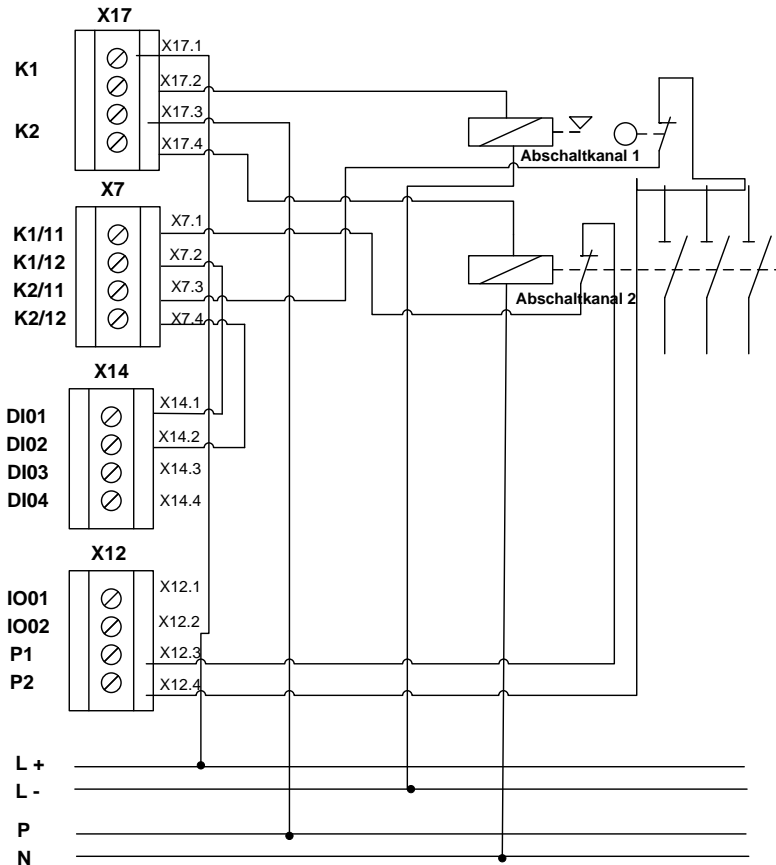 X17
K1
K2
X17.1
X17.2
X17.3
X17.4
Abschaltkanal 1
X7
K1/11
K1/12
K2/11
K2/12
X7.1
X7.2
X7.3
X7.4
Abschaltkanal 2
X14
DI01
DI02
DI03
DI04
X14.1
X14.2
X14.3
X14.4
X12
IO01
IO02
P1
P2
X12.1
X12.2
X12.3
X12.4
L +
L -
P
N